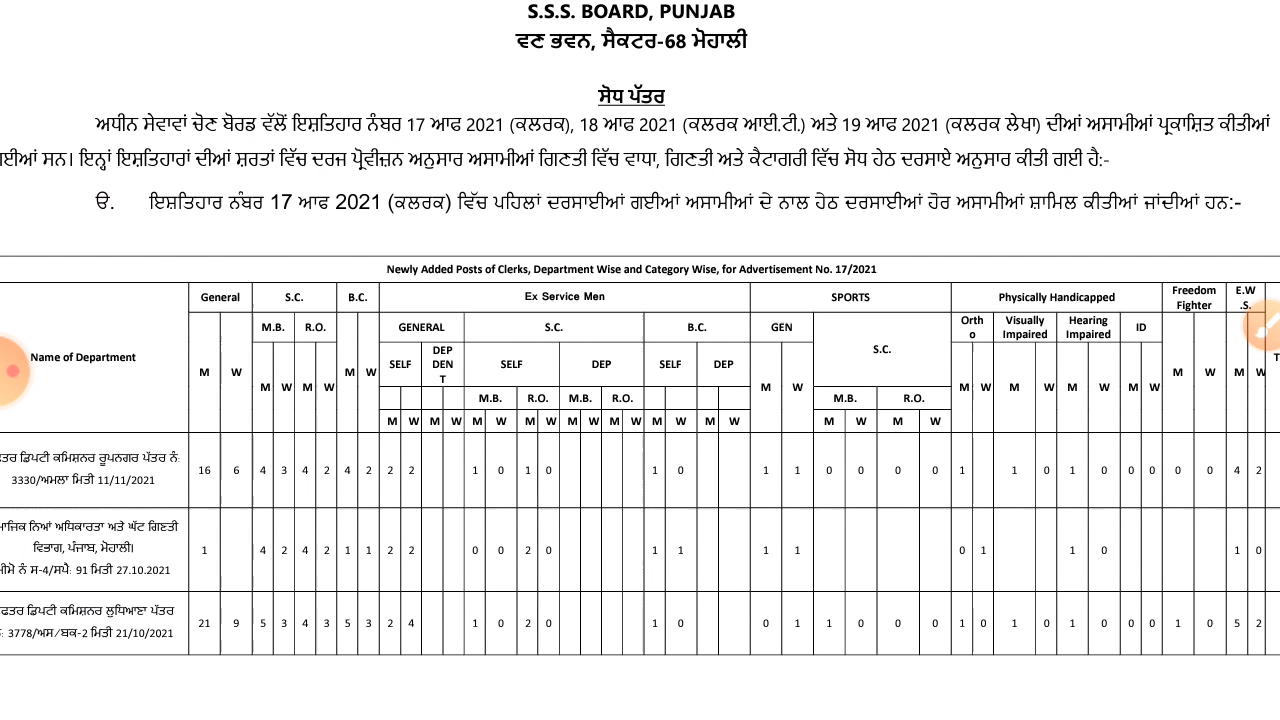 S.S.S. BOARD, PUNJAB
ਵਣ ਭਵਨ, ਸੈਕਟਰ-68 ਮੋਹਾਲੀ
ਸੋਧ ਪੱਤਰ
ਅਧੀਨ ਸੇਵਾਵਾਂ ਚੋਣ ਬੋਰਡ ਵੱਲੋਂ ਇਸ਼ਤਿਹਾਰ ਨੰਬਰ 17 ਆਫ 2021 (ਕਲਰਕ), 18 ਆਫ 2021 (ਕਲਰਕ ਆਈ.ਟੀ.) ਅਤੇ 19 ਆਫ 2021 (ਕਲਰਕ ਲੇਖਾ) ਦੀਆਂ ਅਸਾਮੀਆਂ ਪ੍ਰਕਾਸ਼ਿਤ ਕੀਤੀਆਂ
ਗਈਆਂ ਸਨ। ਇਨ੍ਹਾਂ ਇਸ਼ਤਿਹਾਰਾਂ ਦੀਆਂ ਸ਼ਰਤਾਂ ਵਿੱਚ ਦਰਜ ਪ੍ਰੋਵੀਜ਼ਨ ਅਨੁਸਾਰ ਅਸਾਮੀਆਂ ਗਿਣਤੀ ਵਿੱਚ ਵਾਧਾ, ਗਿਣਤੀ ਅਤੇ ਕੈਟਾਗਰੀ ਵਿੱਚ ਸੋਧ ਹੇਠ ਦਰਸਾਏ ਅਨੁਸਾਰ ਕੀਤੀ ਗਈ ਹੈ:-
ੳ. ਇਸ਼ਤਿਹਾਰ ਨੰਬਰ 17 ਆਫ 2021 (ਕਲਰਕ) ਵਿੱਚ ਪਹਿਲਾਂ ਦਰਸਾਈਆਂ ਗਈਆਂ ਅਸਾਮੀਆਂ ਦੇ ਨਾਲ ਹੇਠ ਦਰਸਾਈਆਂ ਹੋਰ ਅਸਾਮੀਆਂ ਸ਼ਾਮਿਲ ਕੀਤੀਆਂ ਜਾਂਦੀਆਂ ਹਨ:-
Newly Added Posts of Clerks, Department Wise and Category Wise, for Advertisement No. 17/2021
Name of Department General S.C. B.C. Ex Service Men SPORTS Physically Handicapped Freedom Fighter E.W.S.
M.B. R.O. GENERAL S.C. B.C. GEN S.C. Ortho Visually Impaired Hearing Impaired ID
SELF DEPDENT SELF DEP SELF DEP
M W M W M W M W M W M W M W M W M W M W M W
M.B. R.O. M.B. R.O. M.B. R.O.
M W M W M W M W M W M W M W M W M W M W
ਡਿਪਟੀ ਕਮਿਸ਼ਨਰ ਰੂਪਨਗਰ ਪੱਤਰ ਨੰ:
3330/ਅਮਲਾ ਮਿਤੀ 11/11/2021
16 6 4 3 4 2 4 2 2 2 1 0 1 0 1 0 1 1 0 0 0 0 1 1 0 1 0 0 0 0 0 4 2
ਨਿਆਂ ਅਧਿਕਾਰਤਾ ਅਤੇ ਘੱਟ ਗਿਣਤੀ
ਵਿਭਾਗ, ਪੰਜਾਬ, ਮੋਹਾਲੀ।
ਨੰ ਸ-4/ਸਪੈ: 91 ਮਿਤੀ 27.10.2021
1 4 2 4 2 1 1 2 2 0 0 2 0 1 1 1 1 0 1 1 0 1 0
ਡਿਪਟੀ ਕਮਿਸ਼ਨਰ ਲੁਧਿਆਣਾ ਪੱਤਰ
3778/ਅਸ/ਬਕ-2 ਮਿਤੀ 21/10/2021
21 9 5 3 4 3 5 3 2 4 1 0 2 0 1 0 0 1 1 0 0 0 1 0 1 0 1 0 0 0 1 0 5 2